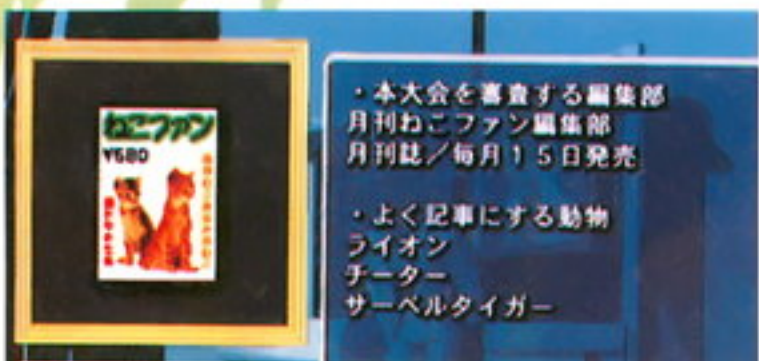 ねこファン
¥680
・本大会を審査する編集部
月刊ねこファン編集部
月刊誌／毎月15日発売
・よく記事にする動物
ライオン
チーター
サーベルタイガー